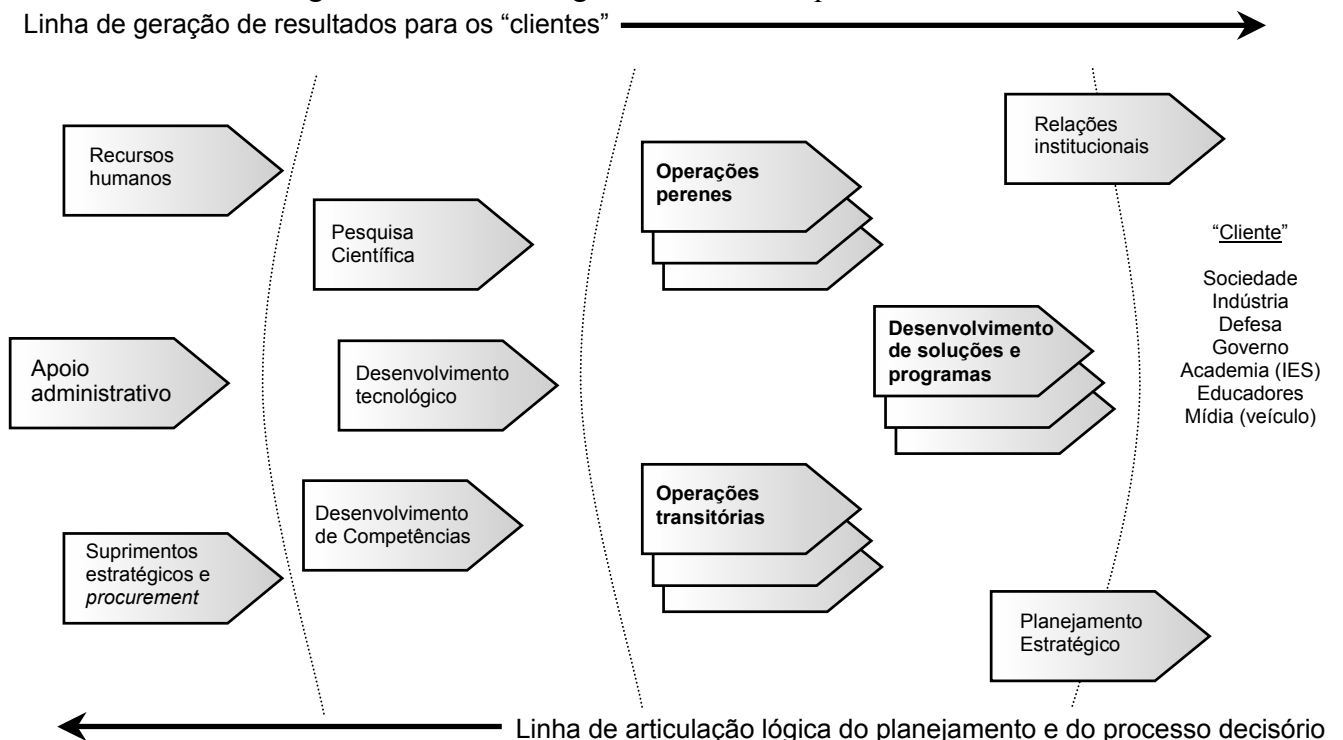 Linha de geração de resultados para os “clientes”
Recursos
humanos
Apoio
administrativo
Suprimentos
estratégicos e
procurement
Pesquisa
Científica
Desenvolvimento
tecnológico
Desenvolvimento
de Competências
Operações
perenes
Operações
transitórias
Desenvolvimento
de soluções e
programas
Relações
institucionais
Planejamento
Estratégico
“Cliente”
Sociedade
Indústria
Defesa
Governo
Academia (IES)
Educadores
Mídia (veículo)
Linha de articulação lógica do planejamento e do processo decisório